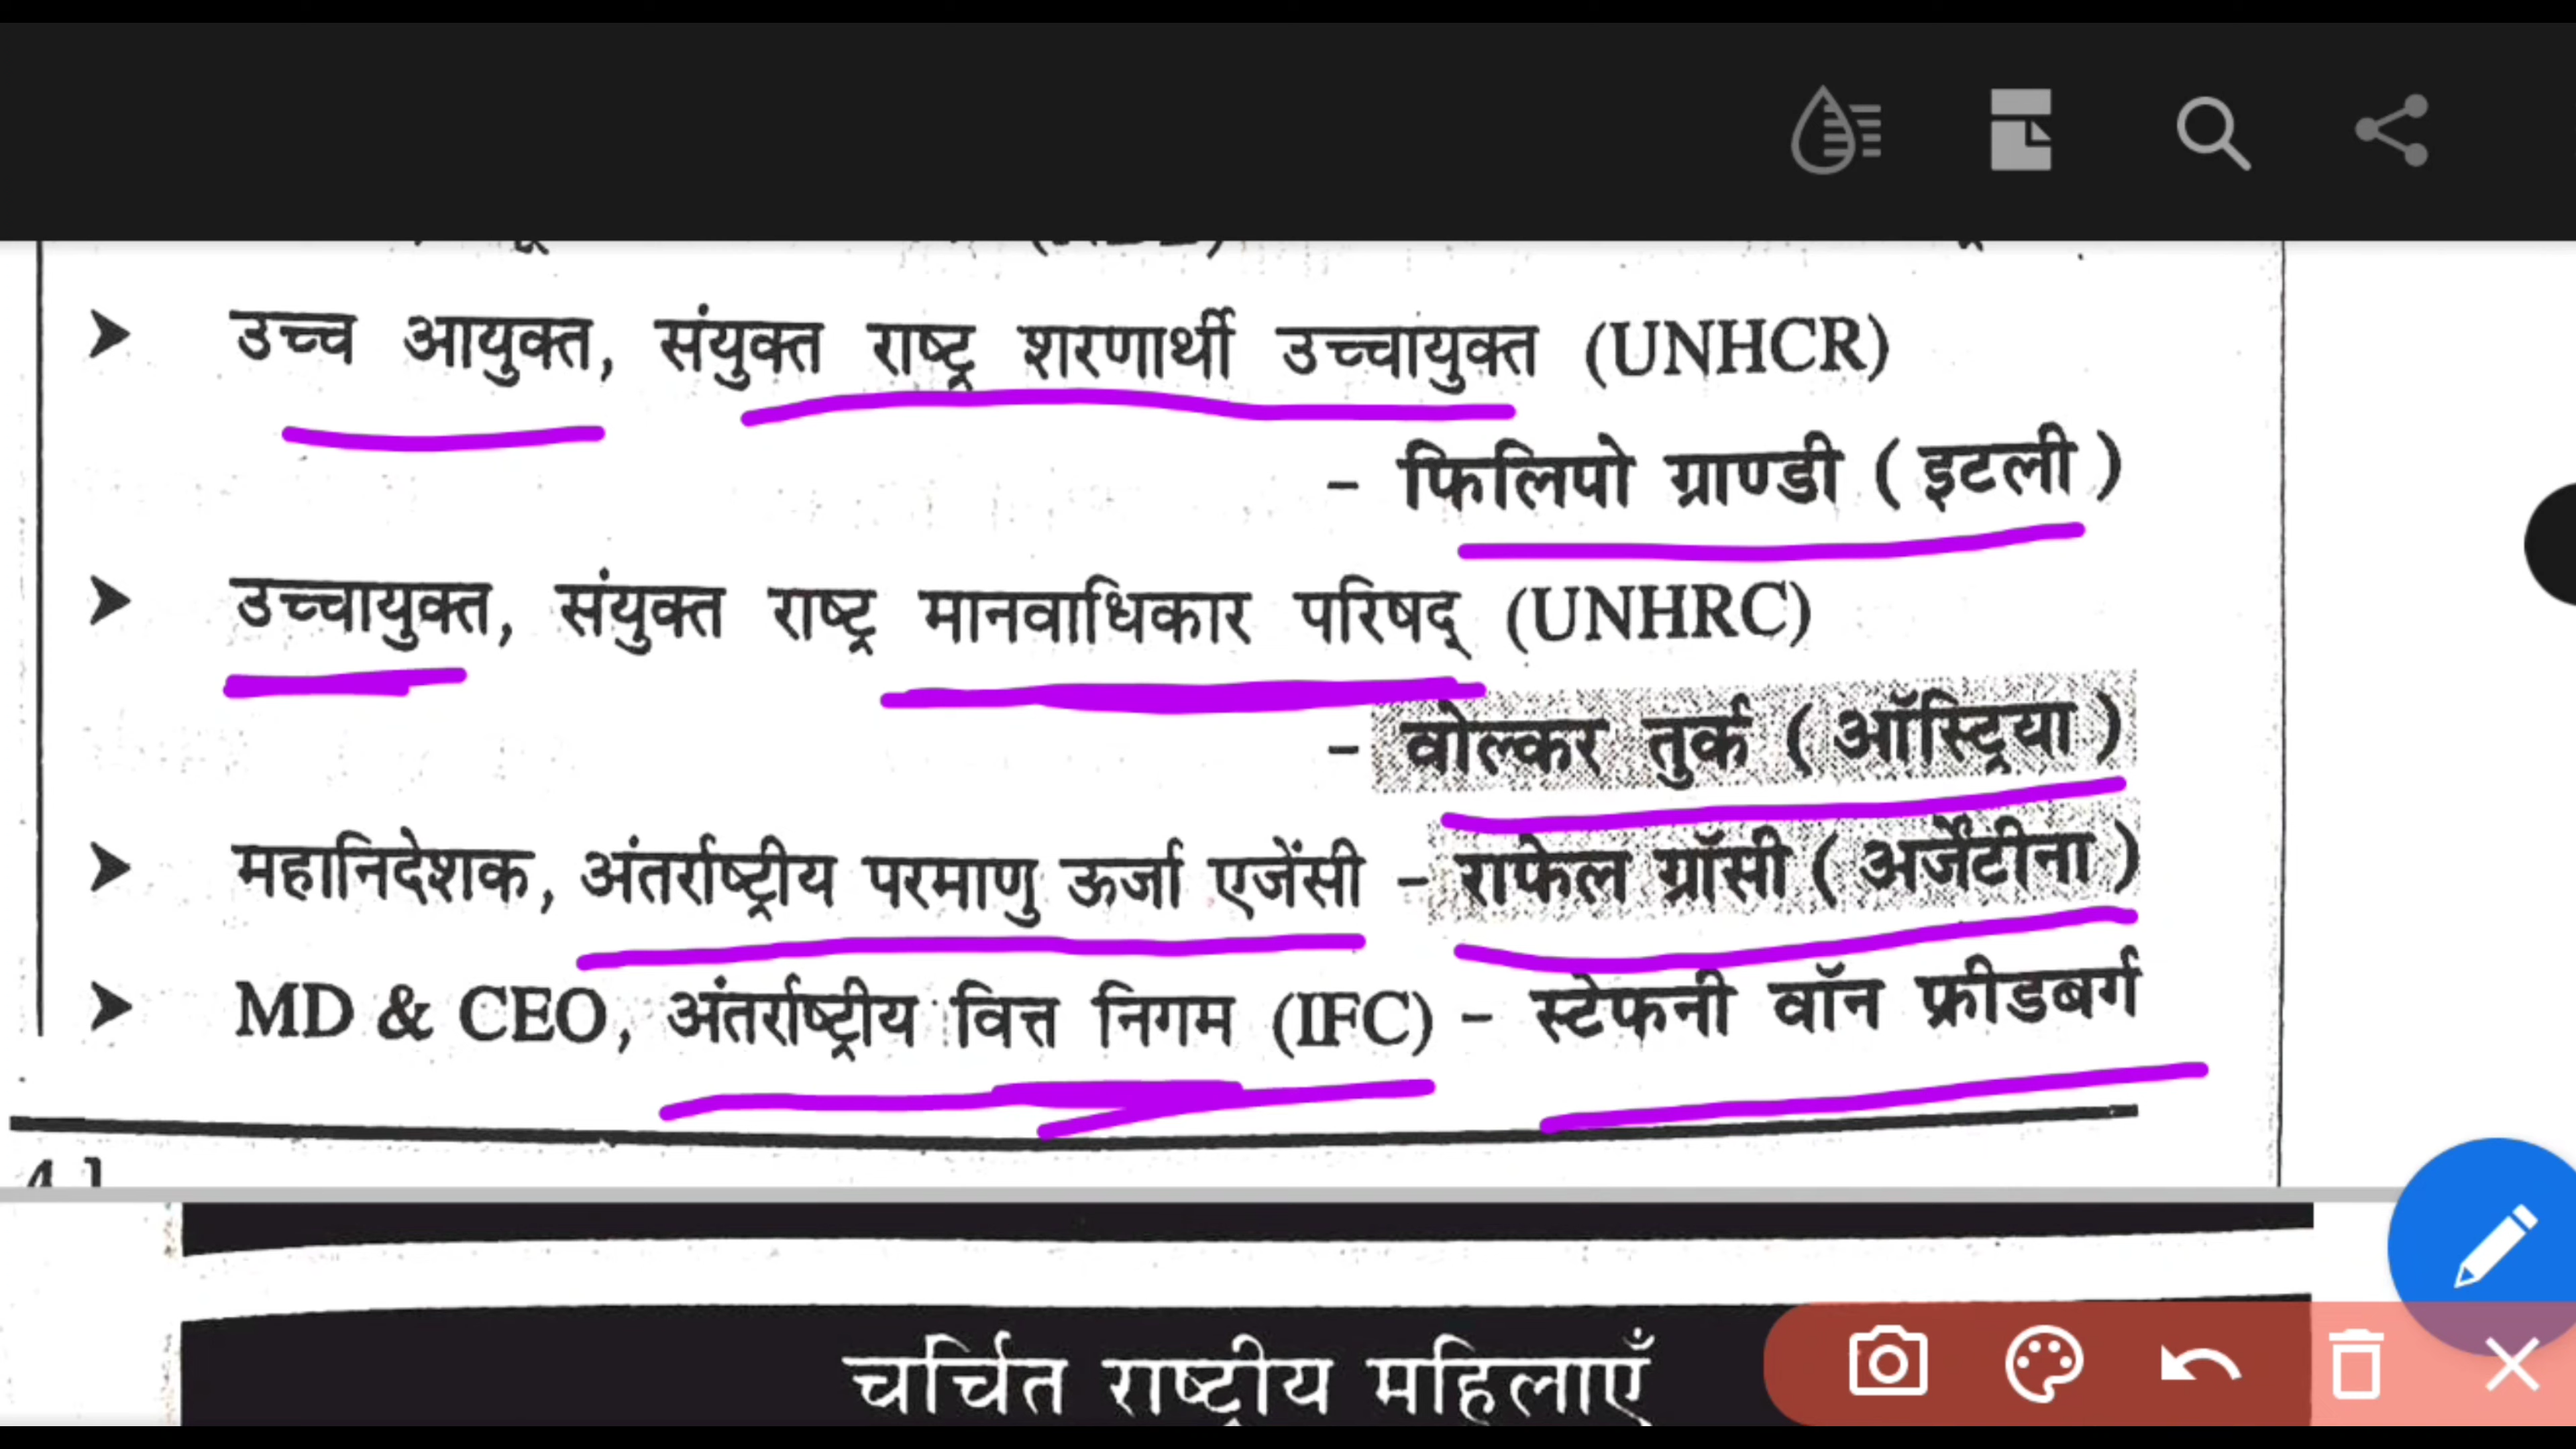 ➤ उच्च आयुक्त, संयुक्त राष्ट्र शरणार्थी उच्चायुक्त (UNHCR)
– फिलिपो ग्राण्डी ( इटली )
➤ उच्चायुक्त, संयुक्त राष्ट्र मानवाधिकार परिषद् (UNHRC)
– वोल्कर तुर्क ( ऑस्ट्रिया )
➤ महानिदेशक, अंतर्राष्ट्रीय परमाणु ऊर्जा एजेंसी – राफेल ग्रॉसी ( अर्जेंटीना )
➤ MD & CEO, अंतर्राष्ट्रीय वित्त निगम (IFC) – स्टेफनी वॉन फ्रीडबर्ग
चर्चित राष्ट्रीय महिलाएँ